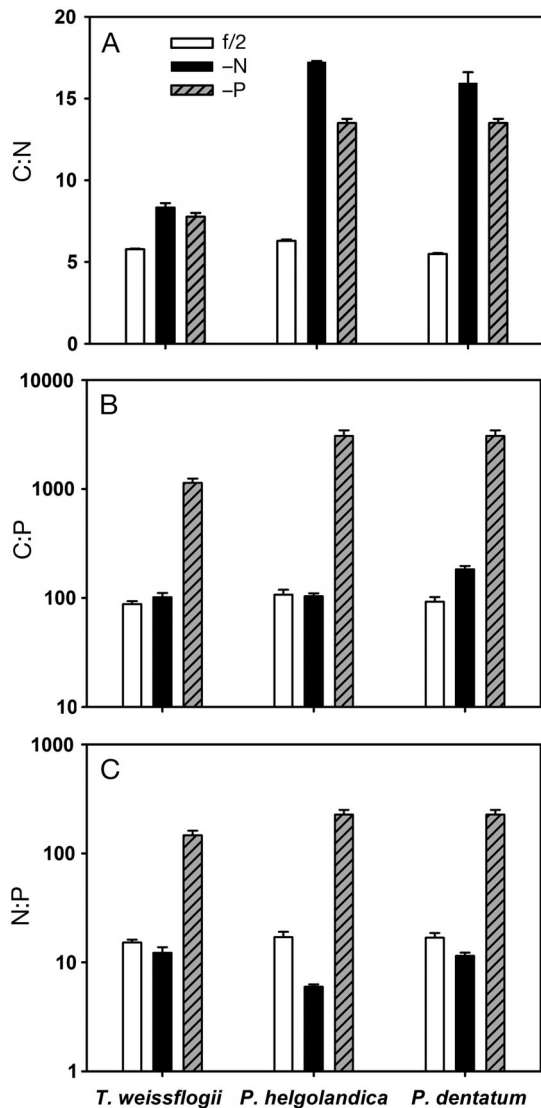 A
f/2
–N
–P
C:N
20
15
10
5
0
B
C:P
10000
1000
100
10
C
N:P
1000
100
10
1
T. weissflogii P. helgolandica P. dentatum